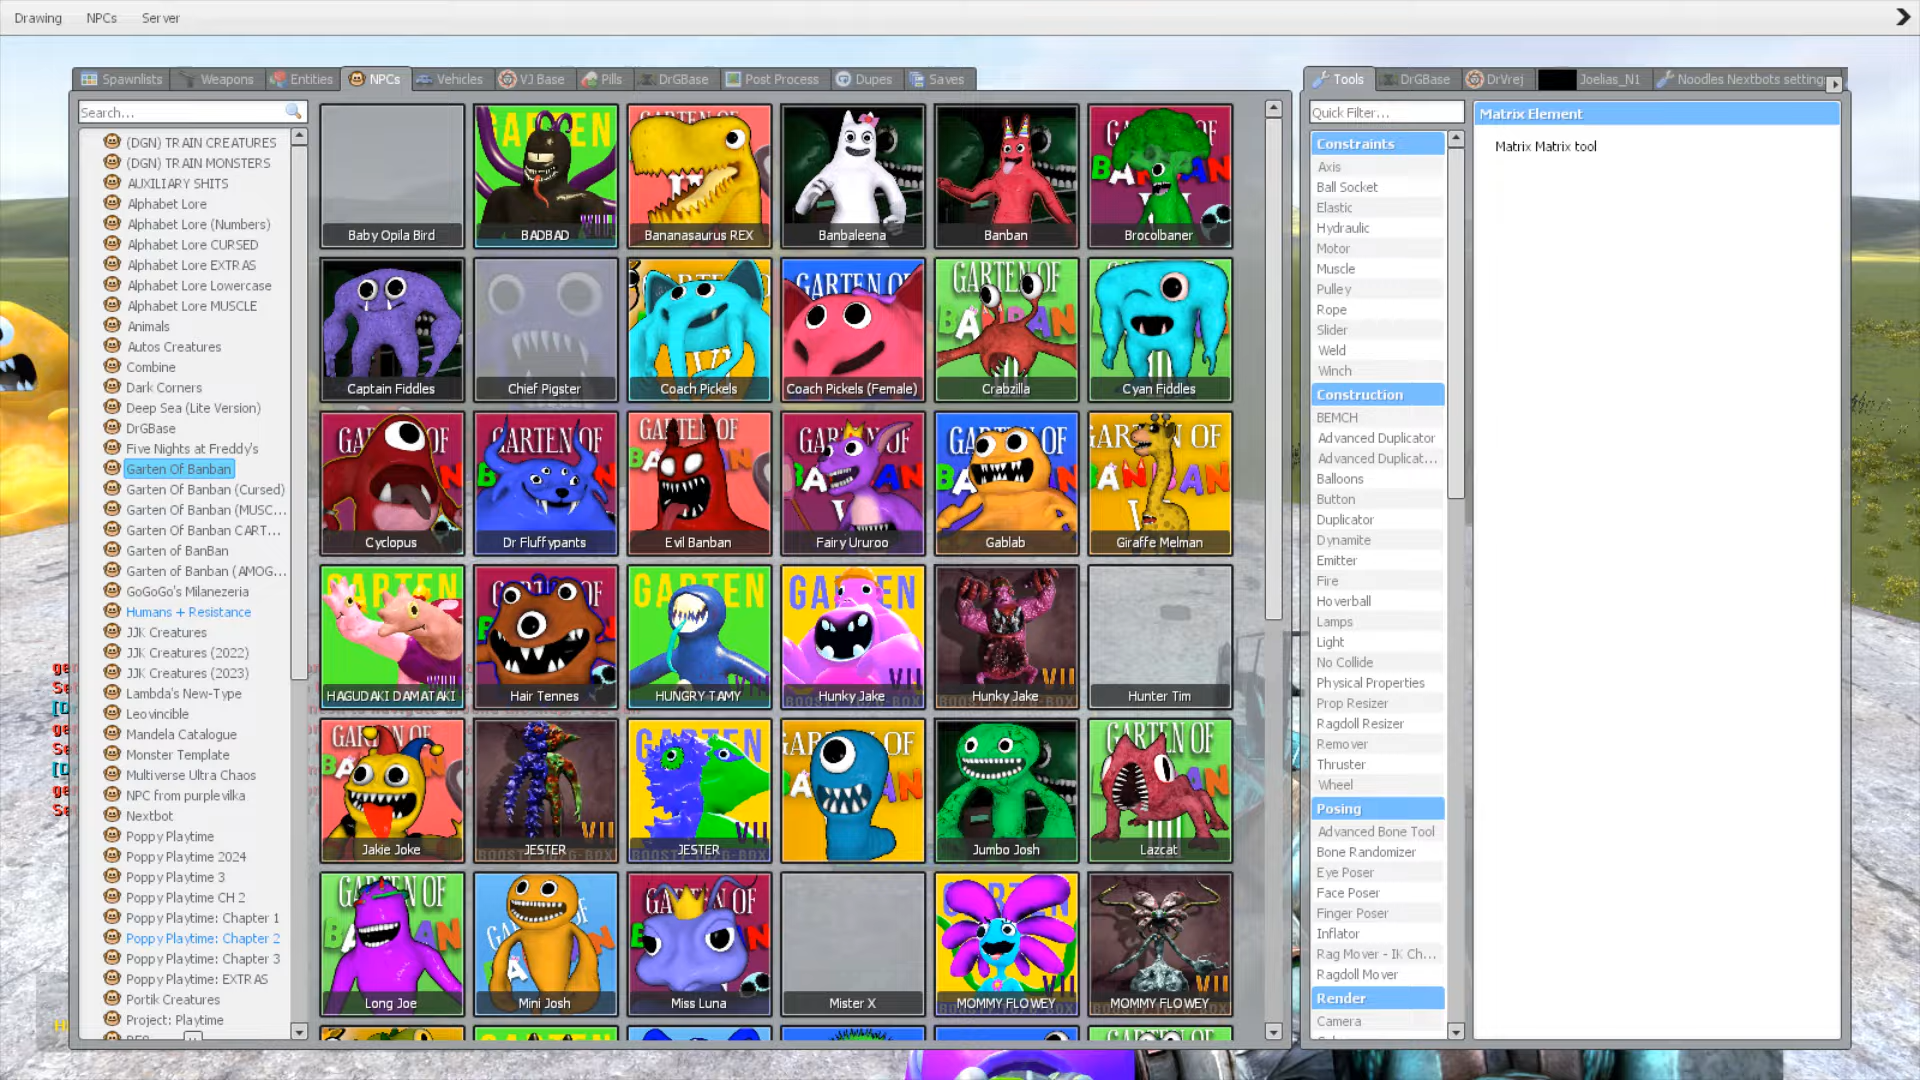 Drawing NPCs Server
Spawnlists Weapons Entities NPCs Vehicles VJ Base Pills DrGBase Post Process Dupes Saves
Search...
(DGN) TRAIN CREATURES
(DGN) TRAIN MONSTERS
AUXILIARY SHITS
Alphabet Lore
Alphabet Lore (Numbers)
Alphabet Lore CURSED
Alphabet Lore EXTRAS
Alphabet Lore Lowercase
Alphabet Lore MUSCLE
Animals
Autos Creatures
Combine
Dark Corners
Deep Sea (Lite Version)
DrGBase
Five Nights at Freddy's
Garten Of Banban
Garten Of Banban (Cursed)
Garten Of Banban (MUSC...
Garten Of Banban CART...
Garten of BanBan
Garten of Banban (AMOG...
GoGoGo's Milanezeria
Humans + Resistance
JJK Creatures
JJK Creatures (2022)
JJK Creatures (2023)
Lambda's New-Type
Leovincible
Mandela Catalogue
Monster Template
Multiverse Ultra Chaos
NPC from purplevilka
Nextbot
Poppy Playtime
Poppy Playtime 2024
Poppy Playtime 3
Poppy Playtime CH 2
Poppy Playtime: Chapter 1
Poppy Playtime: Chapter 2
Poppy Playtime: Chapter 3
Poppy Playtime: EXTRAS
Portik Creatures
Project: Playtime
Baby Opila Bird
BADBAD
Bananasaurus REX
Banbaleena
Banban
Brocolbaner
Captain Fiddles
Chief Pigster
Coach Pickels
Coach Pickels (Female)
Crabzilla
Cyan Fiddles
Cyclopus
Dr Fluffypants
Evil Banban
Fairy Ururoo
Gablab
Giraffe Melman
HAGUDAKI DAMATAKI
Hair Tennes
HUNGRY TAMY
Hunky Jake
Hunky Jake
Hunter Tim
Jakie Joke
JESTER
JESTER
Jumbo Josh
Lazcat
Long Joe
Mini Josh
Miss Luna
Mister X
MOMMY FLOWEY
MOMMY FLOWEY
Tools DrGBase DrVrej Joelias_N1 Noodles Nextbots setting
Quick Filter...
Constraints
Axis
Ball Socket
Elastic
Hydraulic
Motor
Muscle
Pulley
Rope
Slider
Weld
Winch
Construction
BEMCH
Advanced Duplicator
Advanced Duplicat...
Balloons
Button
Duplicator
Dynamite
Emitter
Fire
Hoverball
Lamps
Light
No Collide
Physical Properties
Prop Resizer
Ragdoll Resizer
Remover
Thruster
Wheel
Posing
Advanced Bone Tool
Bone Randomizer
Eye Poser
Face Poser
Finger Poser
Inflator
Rag Mover - IK Ch...
Ragdoll Mover
Render
Camera
Matrix Element
Matrix Matrix tool